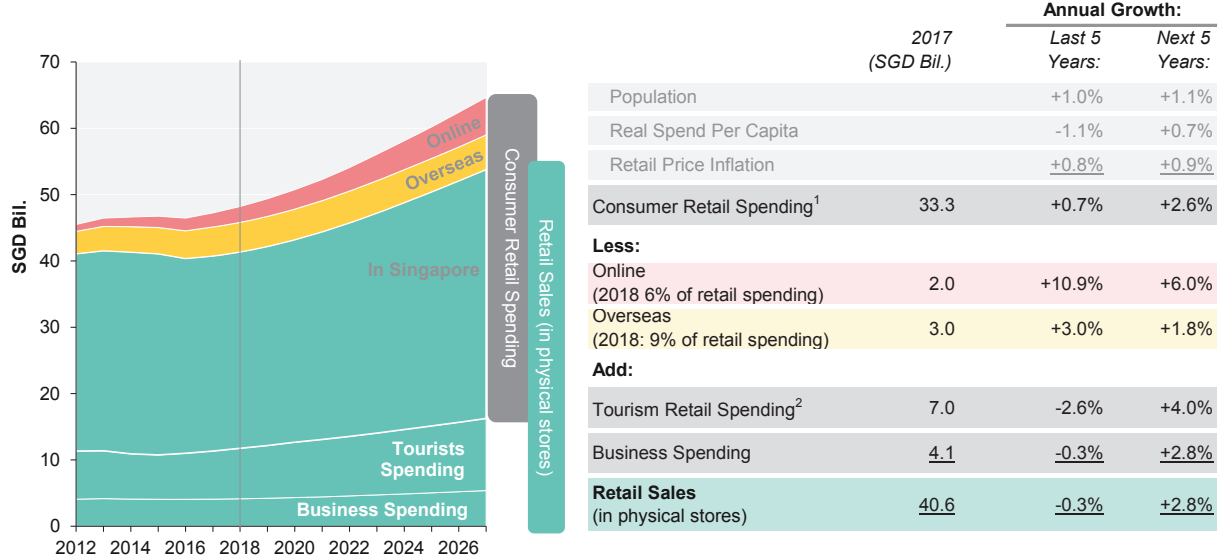 SGD Bil.
70
60
50
40
30
20
10
0
2012 2014 2016 2018 2020 2022 2024 2026
Online
Overseas
In Singapore
Tourists
Spending
Business Spending
Consumer Retail Spending
Retail Sales (in physical stores)
Annual Growth:
2017 Last 5 Next 5
(SGD Bil.) Years: Years:
Population +1.0% +1.1%
Real Spend Per Capita -1.1% +0.7%
Retail Price Inflation +0.8% +0.9%
Consumer Retail Spending1 33.3 +0.7% +2.6%
Less:
Online
(2018 6% of retail spending) 2.0 +10.9% +6.0%
Overseas
(2018: 9% of retail spending) 3.0 +3.0% +1.8%
Add:
Tourism Retail Spending2 7.0 -2.6% +4.0%
Business Spending 4.1 -0.3% +2.8%
Retail Sales
(in physical stores) 40.6 -0.3% +2.8%